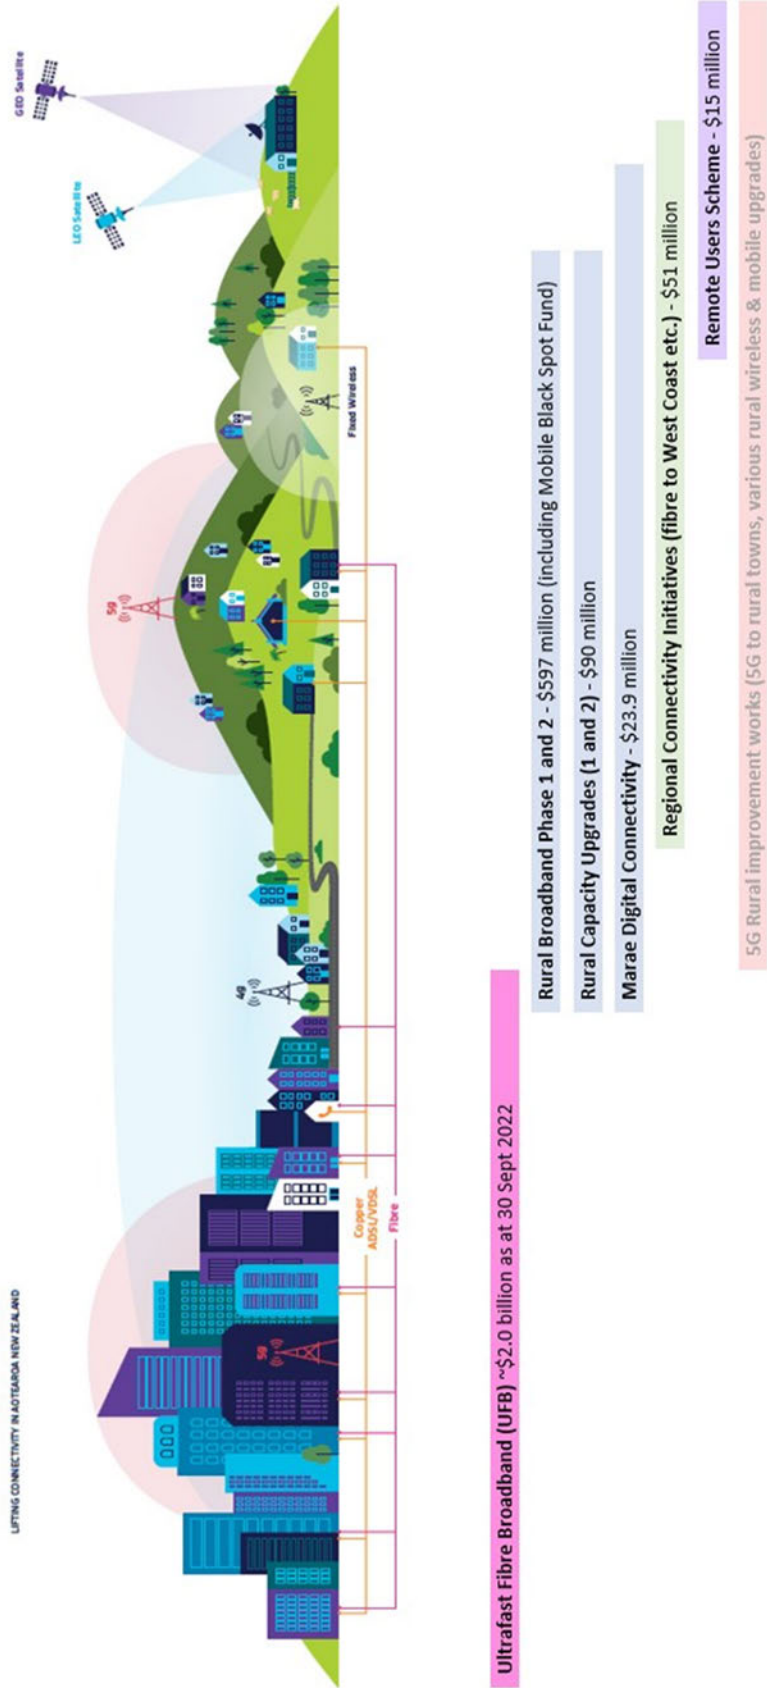 LIFTING CONNECTIVITY IN AOTEAROA NEW ZEALAND
GEO Satellite
LEO Satellite
5G
4G
5G
Fixed Wireless
Copper
ADSL/VDSL
Fibre
Ultrafast Fibre Broadband (UFB) ~$2.0 billion as at 30 Sept 2022
Rural Broadband Phase 1 and 2 - $597 million (including Mobile Black Spot Fund)
Rural Capacity Upgrades (1 and 2) - $90 million
Marae Digital Connectivity - $23.9 million
Regional Connectivity Initiatives (fibre to West Coast etc.) - $51 million
Remote Users Scheme - $15 million
5G Rural improvement works (5G to rural towns, various rural wireless & mobile upgrades)